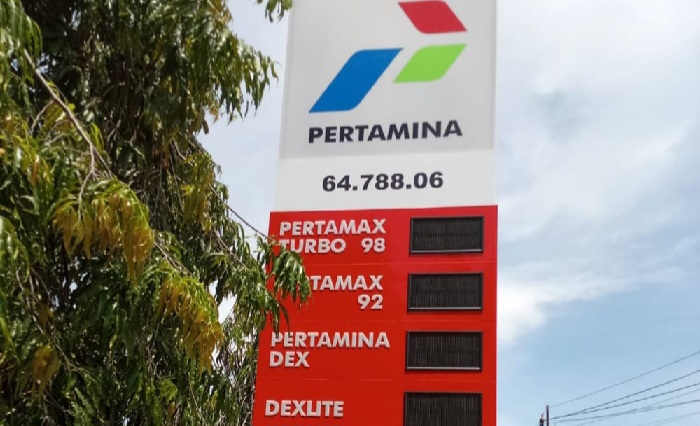 PERTAMINA
64.788.06
PERTAMAX
TURBO 98
TAMAX
92
PERTAMINA
DEX
DEXLITE